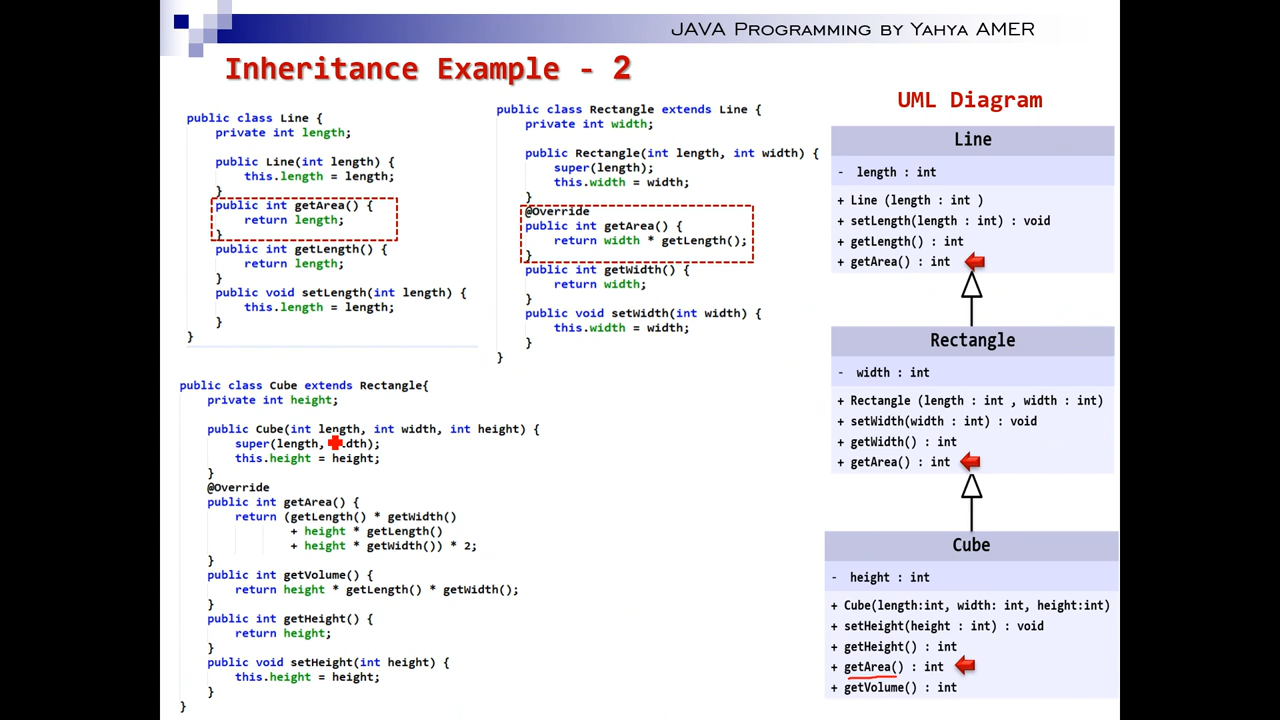 JAVA Programming by Yahya AMER
Inheritance Example - 2
public class Line {
private int length;
public Line(int length) {
this.length = length;
}
public int getArea() {
return length;
}
public int getLength() {
return length;
}
public void setLength(int length) {
this.length = length;
}
}
public class Rectangle extends Line {
private int width;
public Rectangle(int length, int width) {
super(length);
this.width = width;
}
@Override
public int getArea() {
return width * getLength();
}
public int getWidth() {
return width;
}
public void setWidth(int width) {
this.width = width;
}
}
public class Cube extends Rectangle{
private int height;
public Cube(int length, int width, int height) {
super(length, dth);
this.height = height;
}
@Override
public int getArea() {
return (getLength() * getWidth()
+ height * getLength()
+ height * getWidth()) * 2;
}
public int getVolume() {
return height * getLength() * getWidth();
}
public int getHeight() {
return height;
}
public void setHeight(int height) {
this.height = height;
}
}
UML Diagram
Line
- length : int
+ Line (length : int )
+ setLength(length : int) : void
+ getLength() : int
+ getArea() : int
Rectangle
- width : int
+ Rectangle (length : int , width : int)
+ setWidth(width : int) : void
+ getWidth() : int
+ getArea() : int
Cube
- height : int
+ Cube(length:int, width: int, height:int)
+ setHeight(height : int) : void
+ getHeight() : int
+ getArea() : int
+ getVolume() : int